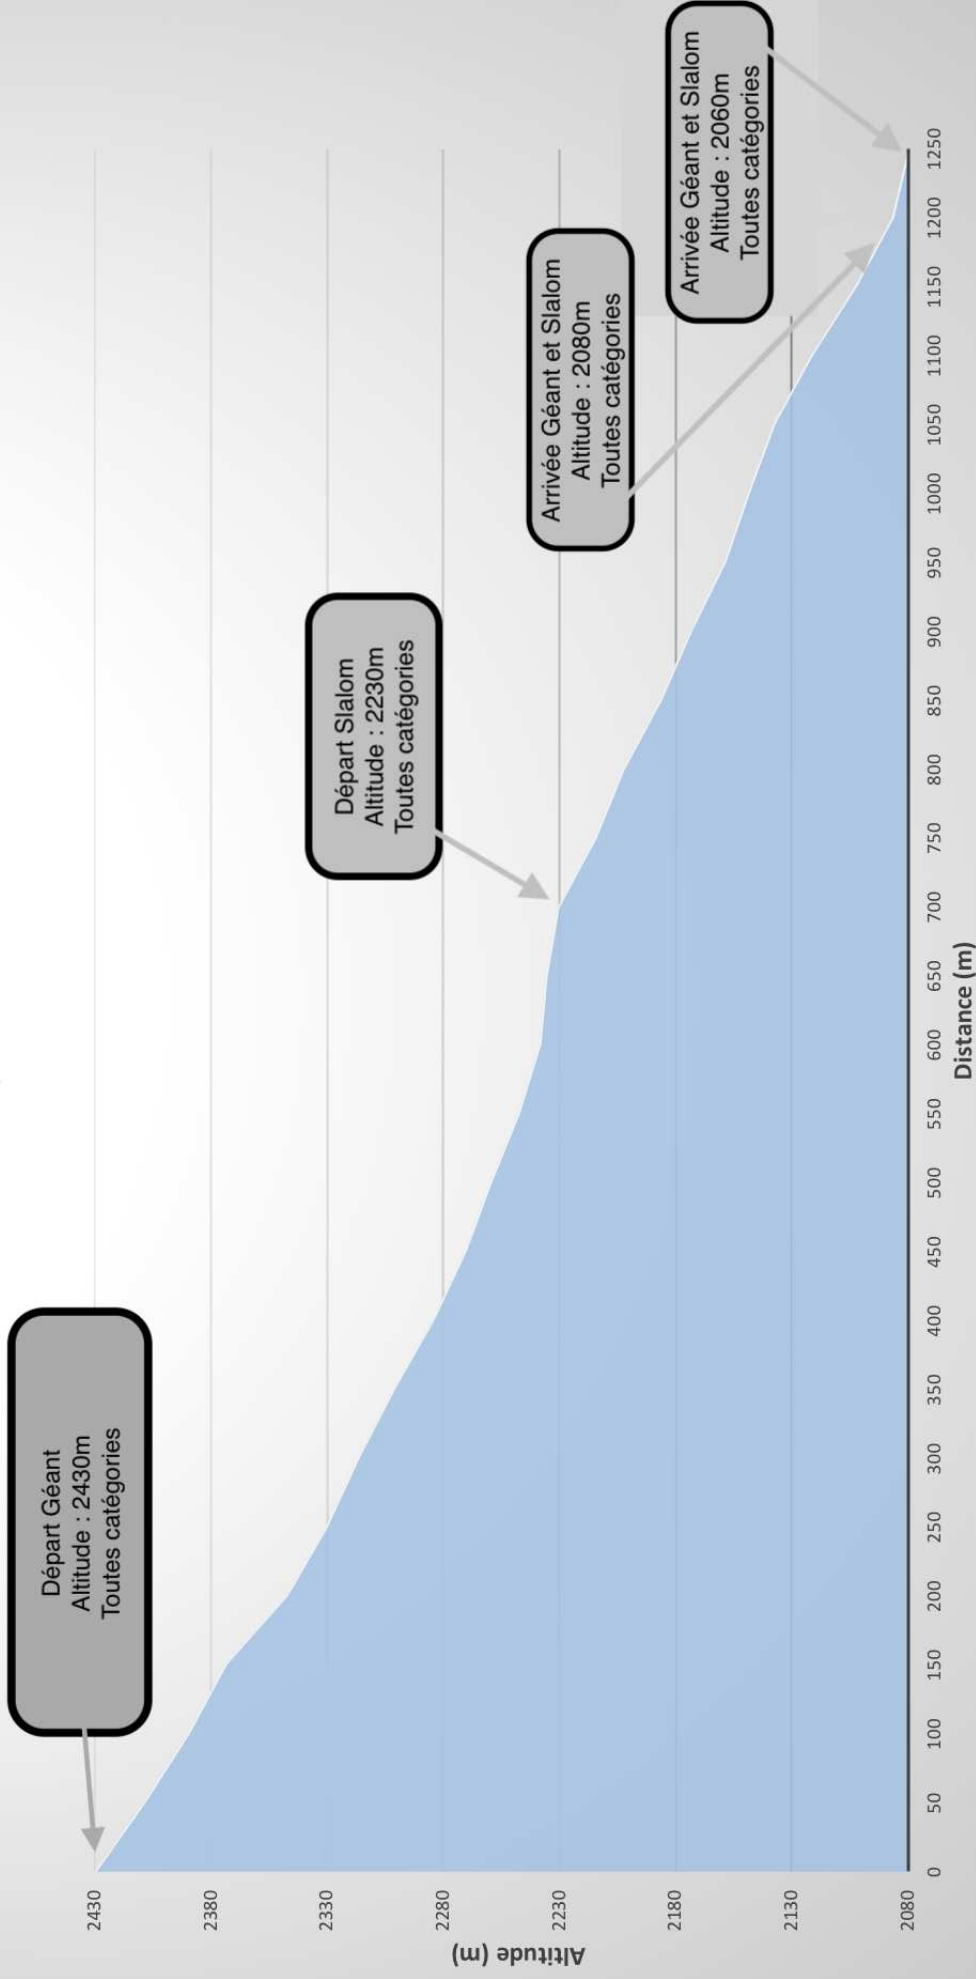 Départ Géant
Altitude : 2430m
Toutes catégories
Départ Slalom
Altitude : 2230m
Toutes catégories
Arrivée Géant et Slalom
Altitude : 2080m
Toutes catégories
Arrivée Géant et Slalom
Altitude : 2060m
Toutes catégories
Altitude (m)
2430
2380
2330
2280
2230
2180
2130
2080
0 50 100 150 200 250 300 350 400 450 500 550 600 650 700 750 800 850 900 950 1000 1050 1100 1150 1200 1250
Distance (m)